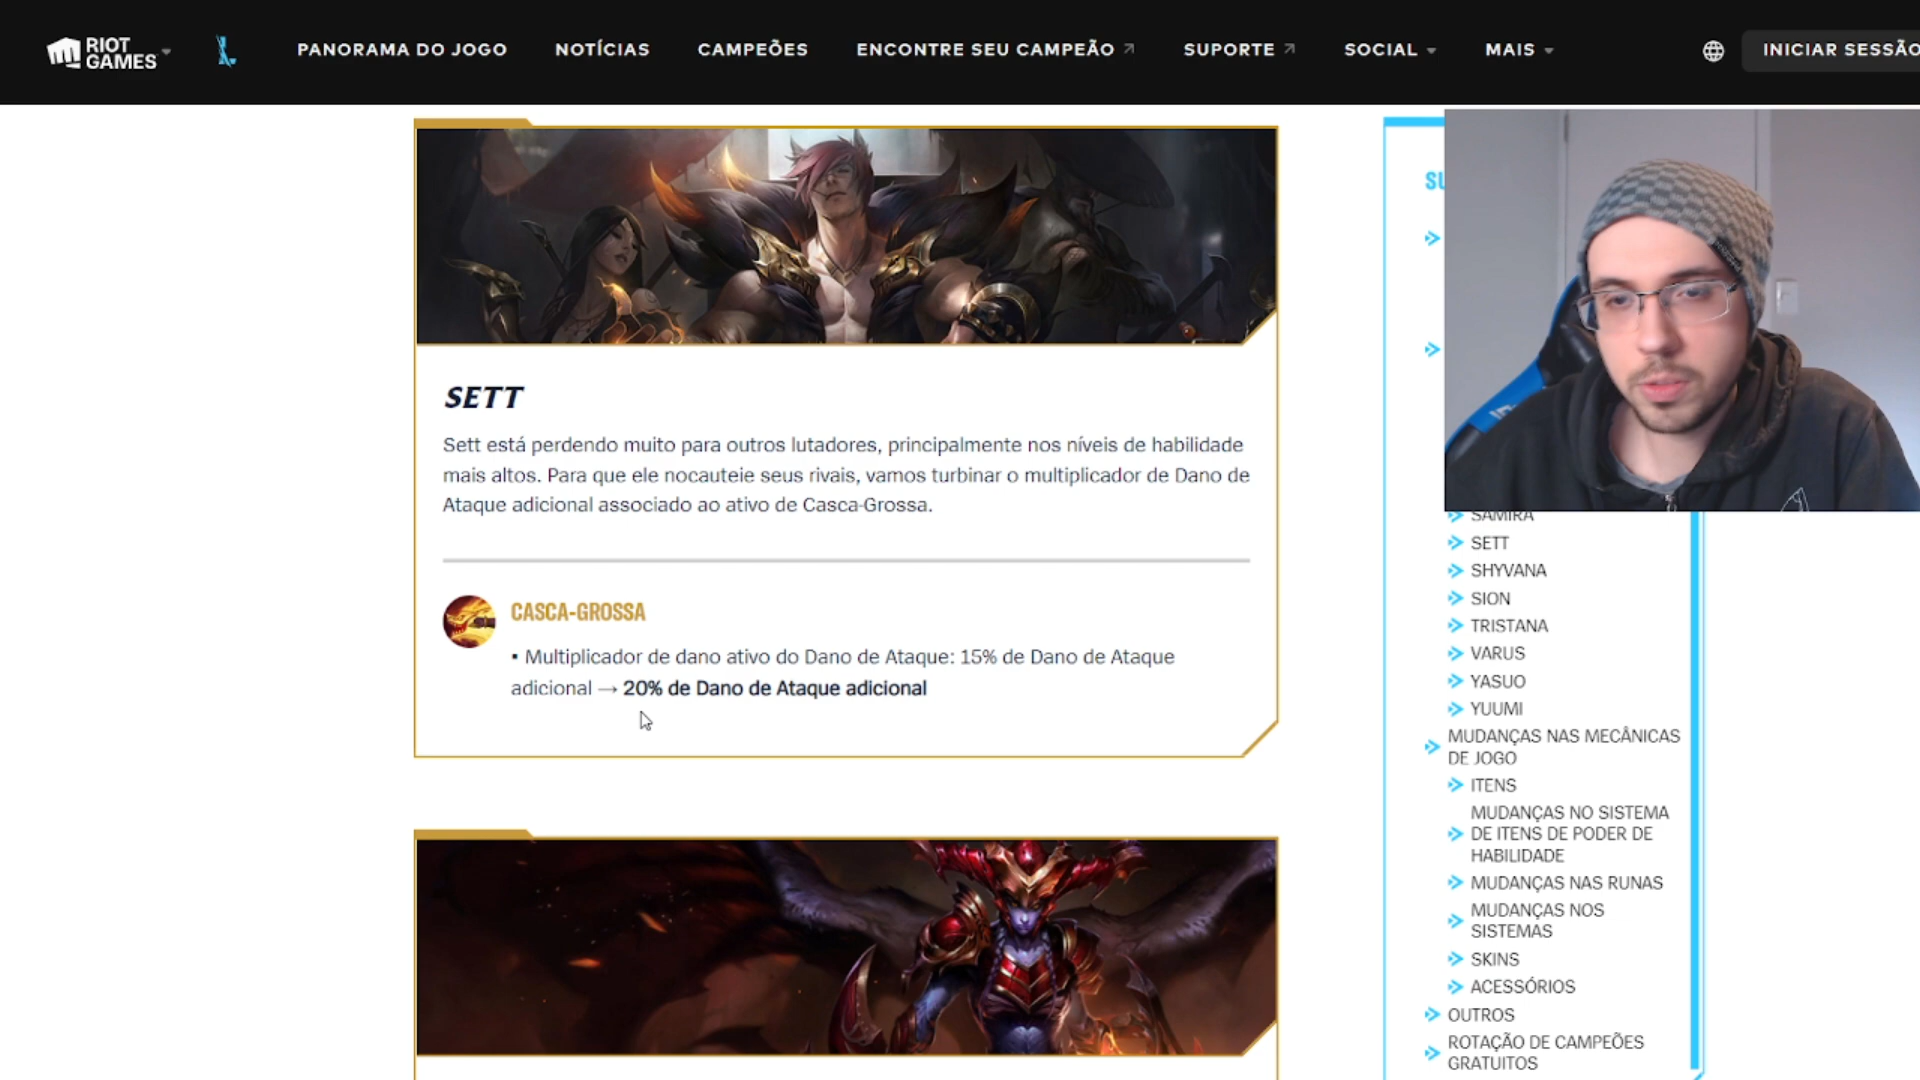 RIOT GAMES
PANORAMA DO JOGO
NOTÍCIAS
CAMPEÕES
ENCONTRE SEU CAMPEÃO
SUPORTE
SOCIAL
MAIS
INICIAR SESSÃO
SETT
Sett está perdendo muito para outros lutadores, principalmente nos níveis de habilidade
mais altos. Para que ele nocauteie seus rivais, vamos turbinar o multiplicador de Dano de
Ataque adicional associado ao ativo de Casca-Grossa.
CASCA-GROSSA
▪ Multiplicador de dano ativo do Dano de Ataque: 15% de Dano de Ataque
adicional → 20% de Dano de Ataque adicional
SAMIRA
SETT
SHYVANA
SION
TRISTANA
VARUS
YASUO
YUUMI
MUDANÇAS NAS MECÂNICAS
DE JOGO
ITENS
MUDANÇAS NO SISTEMA
DE ITENS DE PODER DE
HABILIDADE
MUDANÇAS NAS RUNAS
MUDANÇAS NOS
SISTEMAS
SKINS
ACESSÓRIOS
OUTROS
ROTAÇÃO DE CAMPEÕES
GRATUITOS